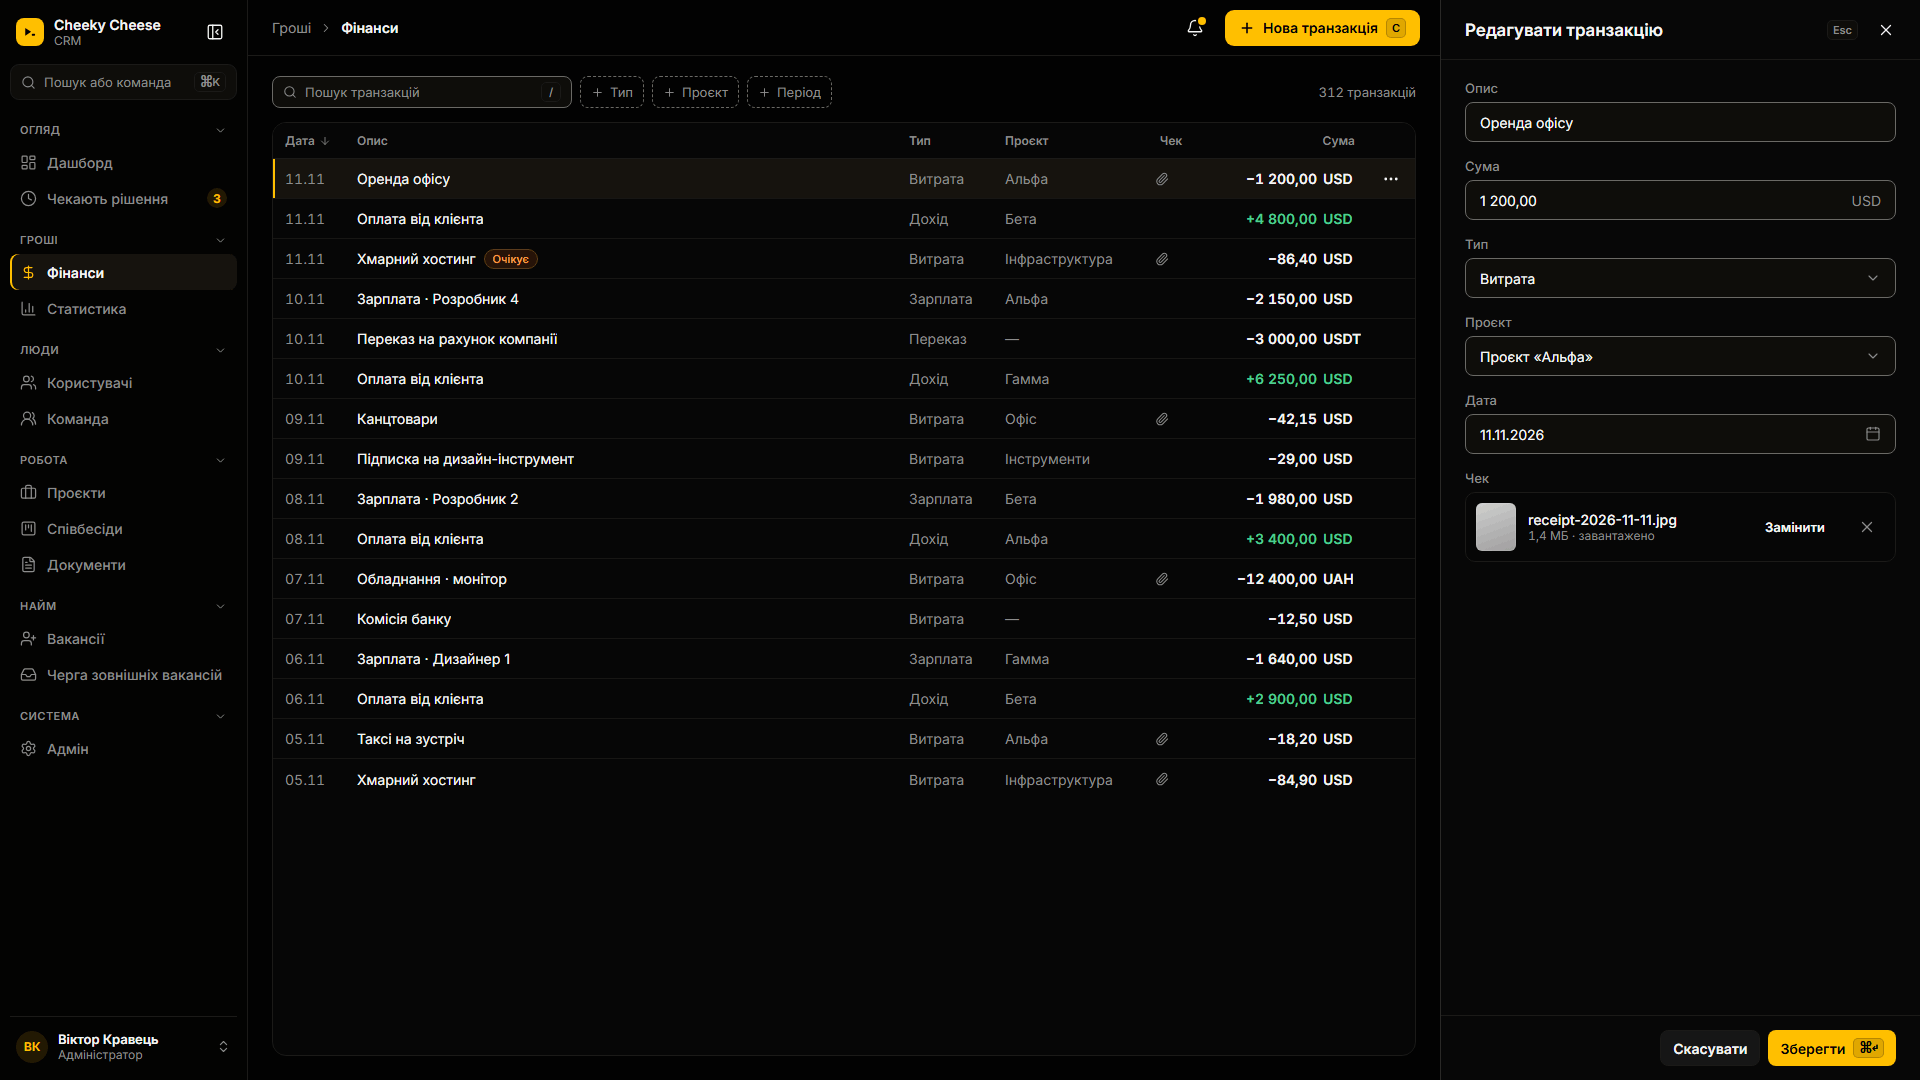 Cheeky Cheese
CRM
Пошук або команда ⌘K
ОГЛЯД
Дашборд
Чекають рішення 3
ГРОШІ
Фінанси
Статистика
ЛЮДИ
Користувачі
Команда
РОБОТА
Проєкти
Співбесіди
Документи
НАЙМ
Вакансії
Черга зовнішніх вакансій
СИСТЕМА
Адмін
ВК
Віктор Кравець
Адміністратор
Гроші > Фінанси
+ Нова транзакція C
Пошук транзакцій /
+ Тип
+ Проєкт
+ Період
312 транзакцій
Дата ↓ Опис Тип Проєкт Чек Сума
11.11 Оренда офісу Витрата Альфа −1 200,00 USD ···
11.11 Оплата від клієнта Дохід Бета +4 800,00 USD
11.11 Хмарний хостинг Очікує Витрата Інфраструктура −86,40 USD
10.11 Зарплата · Розробник 4 Зарплата Альфа −2 150,00 USD
10.11 Переказ на рахунок компанії Переказ — −3 000,00 USDT
10.11 Оплата від клієнта Дохід Гамма +6 250,00 USD
09.11 Канцтовари Витрата Офіс −42,15 USD
09.11 Підписка на дизайн-інструмент Витрата Інструменти −29,00 USD
08.11 Зарплата · Розробник 2 Зарплата Бета −1 980,00 USD
08.11 Оплата від клієнта Дохід Альфа +3 400,00 USD
07.11 Обладнання · монітор Витрата Офіс −12 400,00 UAH
07.11 Комісія банку Витрата — −12,50 USD
06.11 Зарплата · Дизайнер 1 Зарплата Гамма −1 640,00 USD
06.11 Оплата від клієнта Дохід Бета +2 900,00 USD
05.11 Таксі на зустріч Витрата Альфа −18,20 USD
05.11 Хмарний хостинг Витрата Інфраструктура −84,90 USD
Редагувати транзакцію Esc
Опис
Оренда офісу
Сума
1 200,00 USD
Тип
Витрата
Проєкт
Проєкт «Альфа»
Дата
11.11.2026
Чек
receipt-2026-11-11.jpg
1,4 МБ · завантажено
Замінити
Скасувати
Зберегти ⌘↵